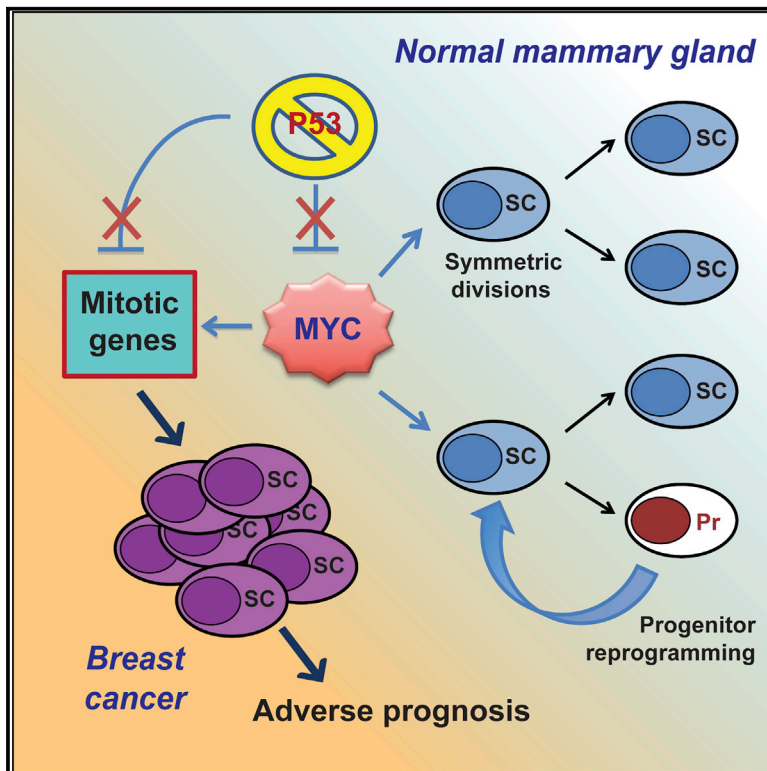 Normal mammary gland
P53
SC
SC
Symmetric
divisions
SC
Mitotic
genes
MYC
SC
SC
Pr
Progenitor
reprogramming
SC
SC
SC
SC
SC
Breast
cancer
Adverse prognosis